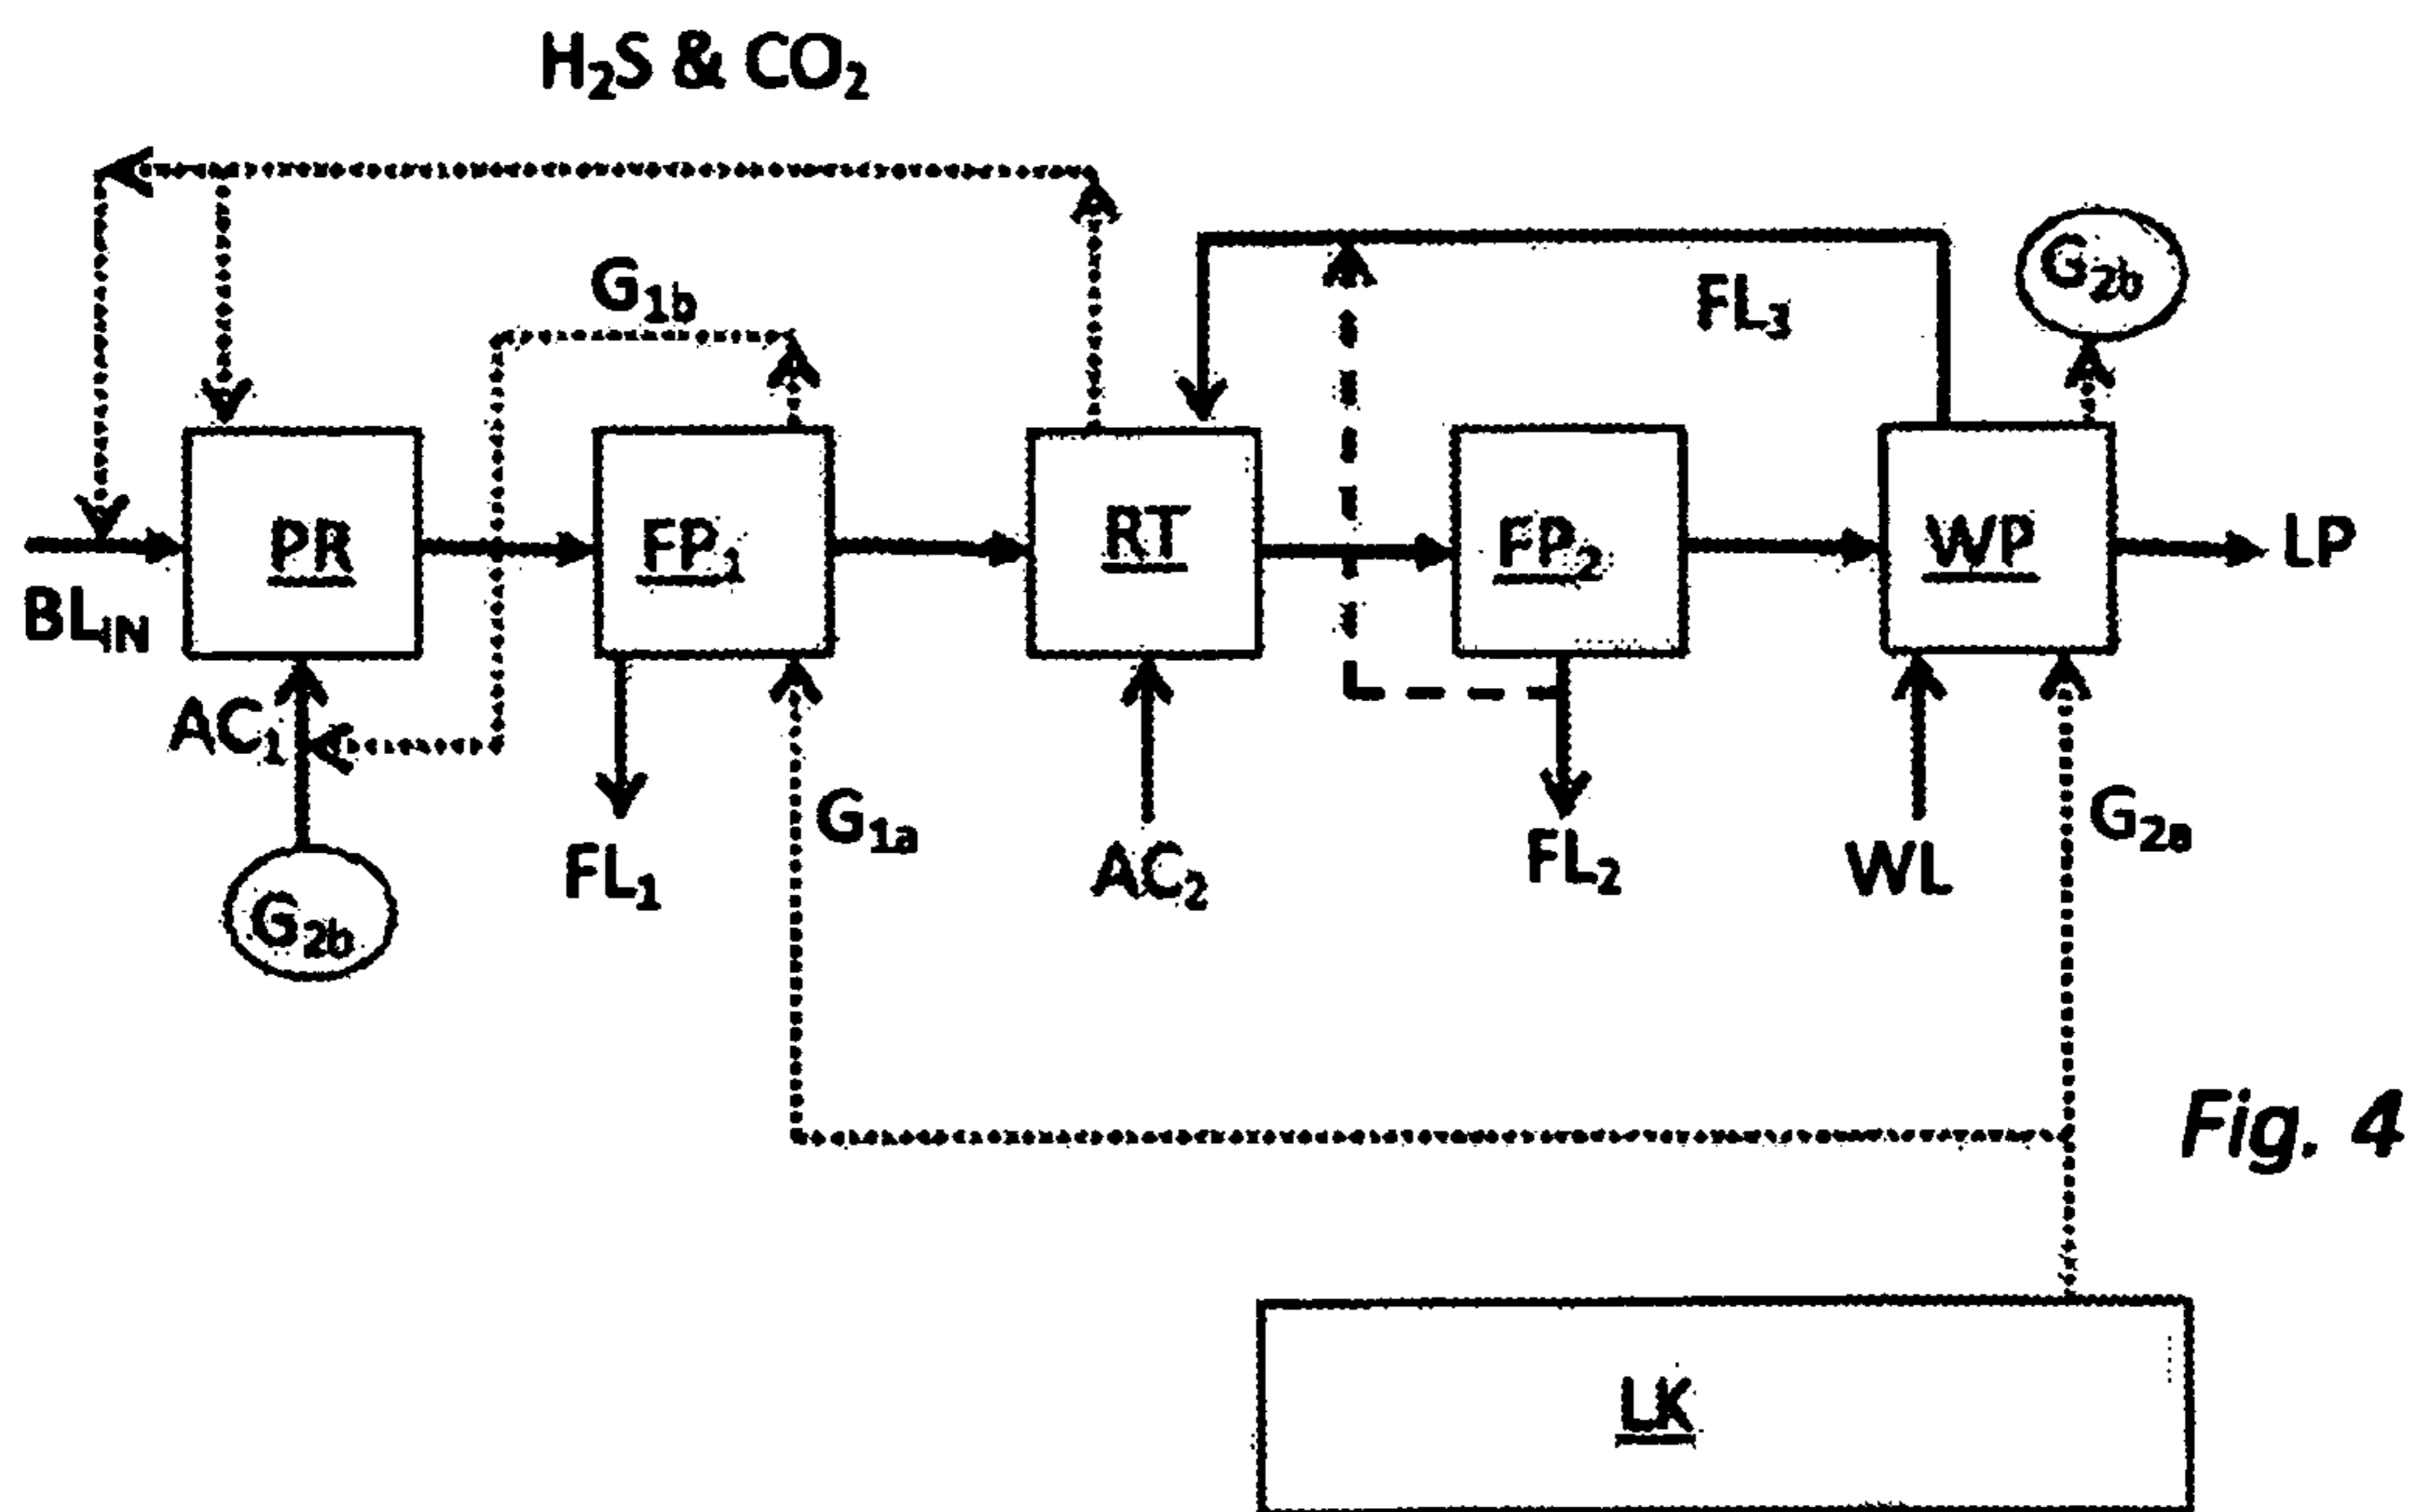 H₂S & CO₂
G₁b
FL₃
G₂b
PR
FP₁
RT
FP₂
WP
LP
BL_IN
AC₁
G₁a
G₂a
FL₁
AC₂
FL₂
WL
G₂b
Fig. 4
LK